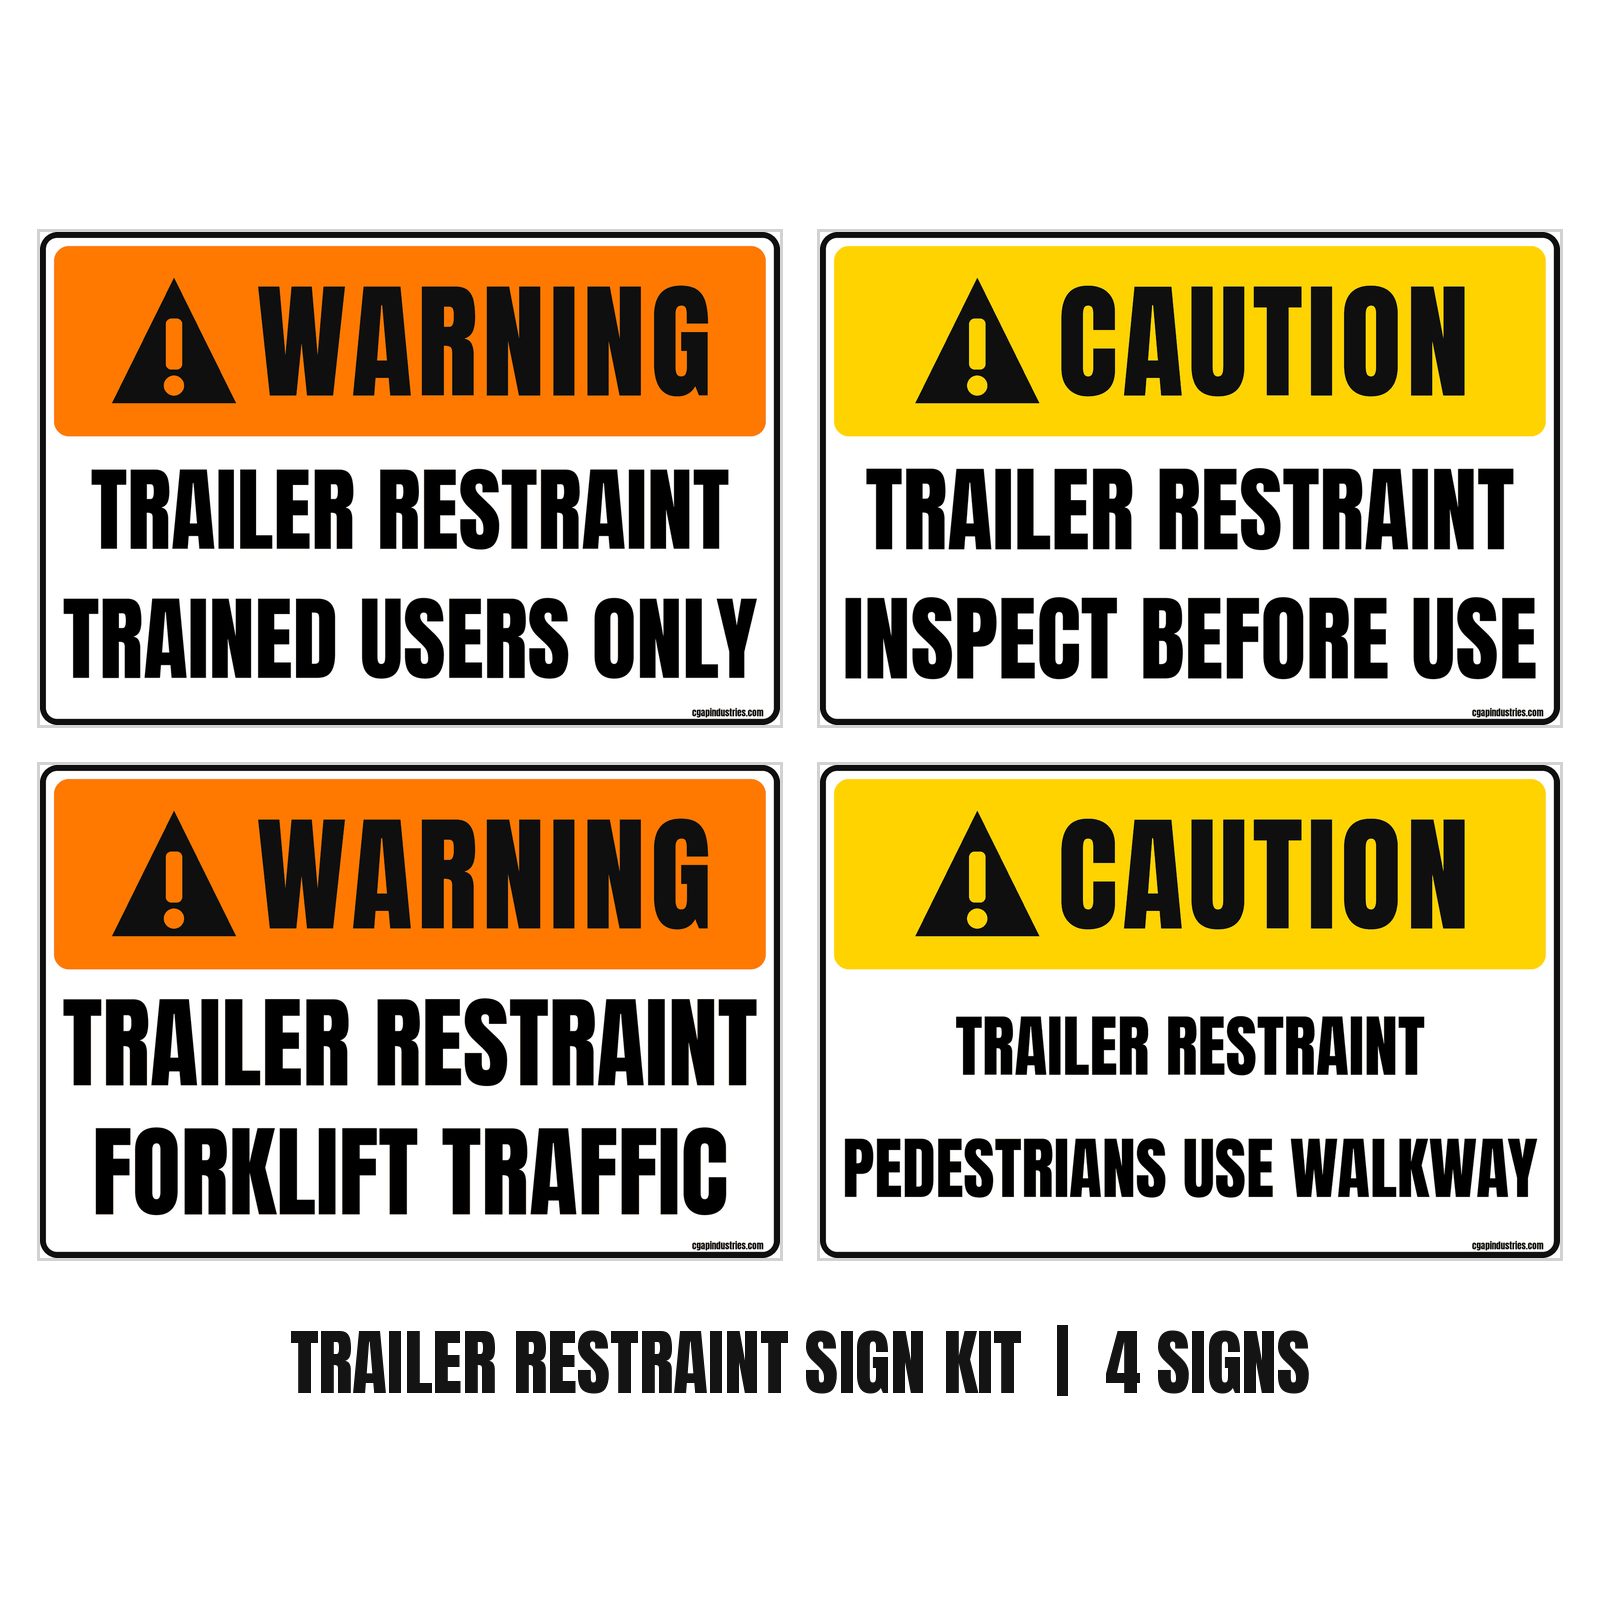 WARNING
TRAILER RESTRAINT
TRAINED USERS ONLY
cgapindustries.com
CAUTION
TRAILER RESTRAINT
INSPECT BEFORE USE
cgapindustries.com
WARNING
TRAILER RESTRAINT
FORKLIFT TRAFFIC
cgapindustries.com
CAUTION
TRAILER RESTRAINT
PEDESTRIANS USE WALKWAY
cgapindustries.com
TRAILER RESTRAINT SIGN KIT | 4 SIGNS